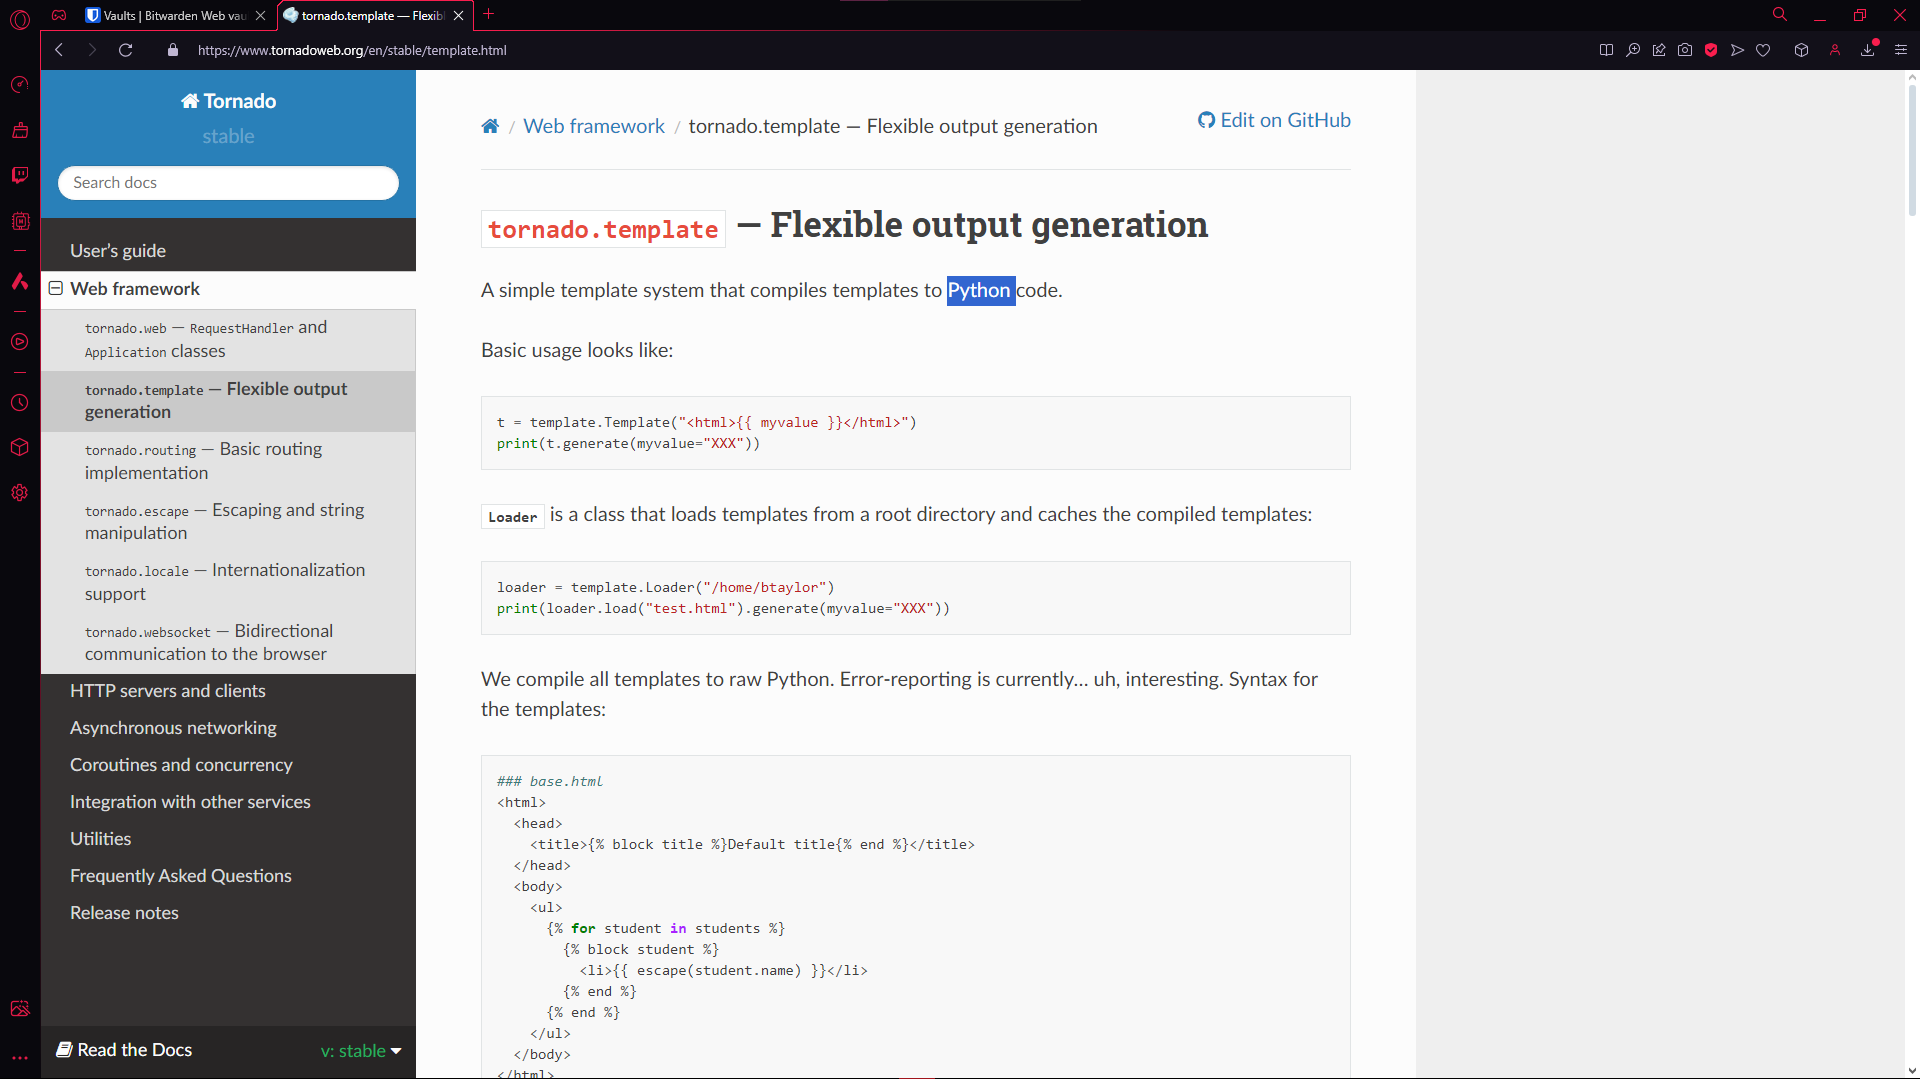 Vaults | Bitwarden Web vau
tornado.template — Flexib
https://www.tornadoweb.org/en/stable/template.html
Tornado
stable
Search docs
User’s guide
Web framework
tornado.web — RequestHandler and
Application classes
tornado.template — Flexible output
generation
tornado.routing — Basic routing
implementation
tornado.escape — Escaping and string
manipulation
tornado.locale — Internationalization
support
tornado.websocket — Bidirectional
communication to the browser
HTTP servers and clients
Asynchronous networking
Coroutines and concurrency
Integration with other services
Utilities
Frequently Asked Questions
Release notes
Read the Docs
v: stable
/ Web framework / tornado.template — Flexible output generation
Edit on GitHub
tornado.template — Flexible output generation
A simple template system that compiles templates to Python code.
Basic usage looks like:
t = template.Template("<html>{{ myvalue }}</html>")
print(t.generate(myvalue="XXX"))
Loader is a class that loads templates from a root directory and caches the compiled templates:
loader = template.Loader("/home/btaylor")
print(loader.load("test.html").generate(myvalue="XXX"))
We compile all templates to raw Python. Error-reporting is currently… uh, interesting. Syntax for
the templates:
### base.html
<html>
  <head>
    <title>{% block title %}Default title{% end %}</title>
  </head>
  <body>
    <ul>
      {% for student in students %}
        {% block student %}
          <li>{{ escape(student.name) }}</li>
        {% end %}
      {% end %}
    </ul>
  </body>
</html>